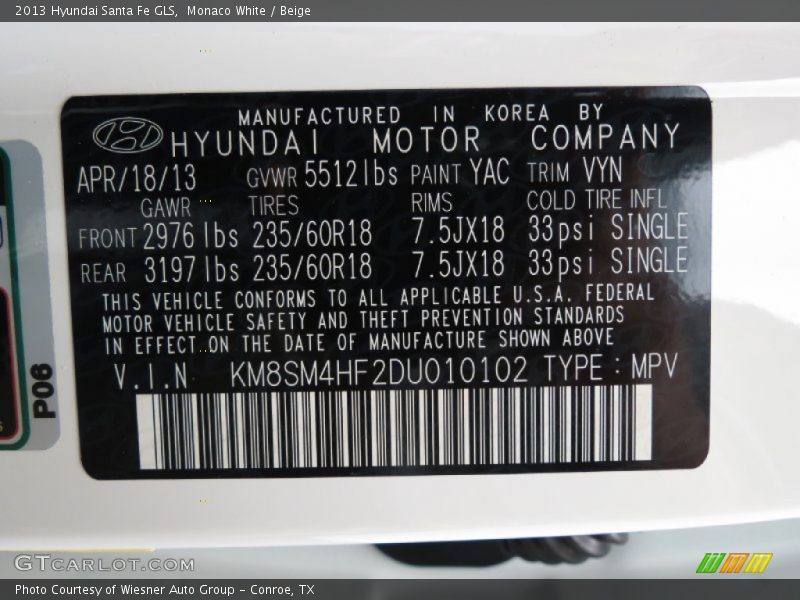 2013 Hyundai Santa Fe GLS, Monaco White / Beige
MANUFACTURED IN KOREA BY
HYUNDAI MOTOR COMPANY
APR/18/13 GVWR 5512lbs PAINT YAC TRIM VYN
GAWR TIRES RIMS COLD TIRE INFL
FRONT 2976 lbs 235/60R18 7.5JX18 33psi SINGLE
REAR 3197 lbs 235/60R18 7.5JX18 33psi SINGLE
THIS VEHICLE CONFORMS TO ALL APPLICABLE U.S.A. FEDERAL
MOTOR VEHICLE SAFETY AND THEFT PREVENTION STANDARDS
IN EFFECT ON THE DATE OF MANUFACTURE SHOWN ABOVE
V.I.N KM8SM4HF2DU010102 TYPE : MPV
P06
GTCARLOT.COM
Photo Courtesy of Wiesner Auto Group - Conroe, TX